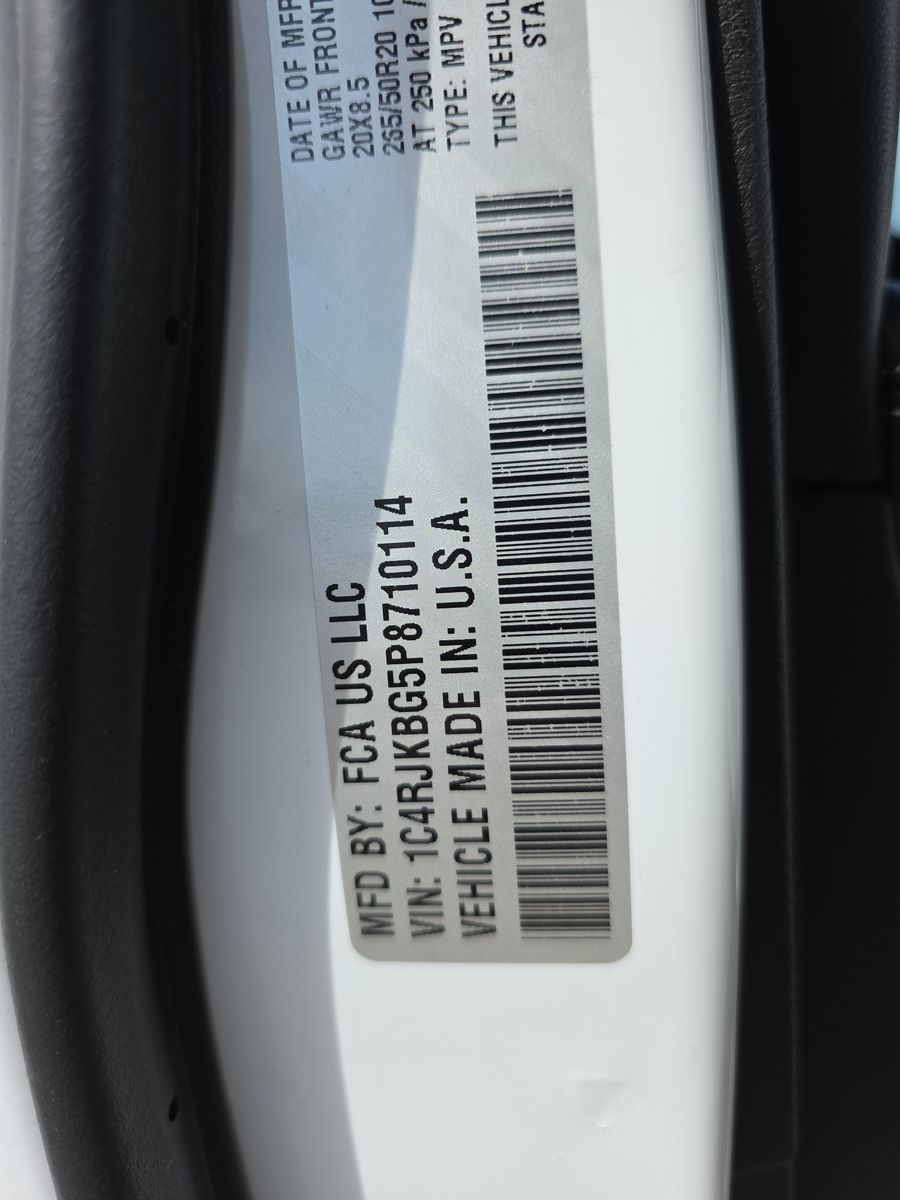 MFD BY: FCA US LLC
VIN: 1C4RJKBG5P8710114
VEHICLE MADE IN: U.S.A.
DATE OF MFR
GAWR FRONT
20X8.5
265/50R20 10
AT 250 kPa /
TYPE: MPV
THIS VEHICL
STA